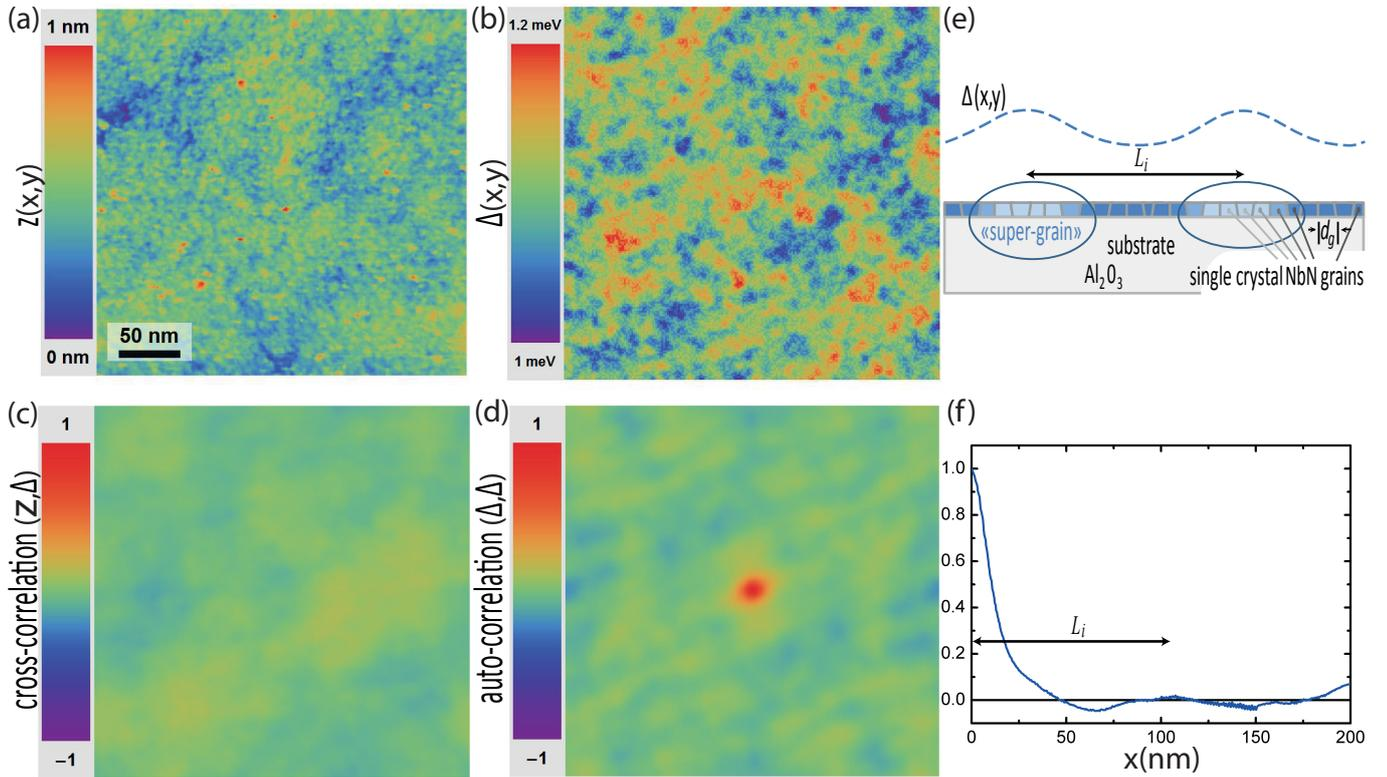 (a)
1 nm
z(x,y)
0 nm
50 nm
(b)
1.2 meV
Δ(x,y)
1 meV
(e)
Δ(x,y)
L_i
«super-grain»
substrate
Al₂O₃
|d_g|
single crystal NbN grains
(c)
1
cross-correlation (z,Δ)
–1
(d)
1
auto-correlation (Δ,Δ)
–1
(f)
1.0
0.8
0.6
0.4
0.2
0.0
L_i
0 50 100 150 200
x(nm)